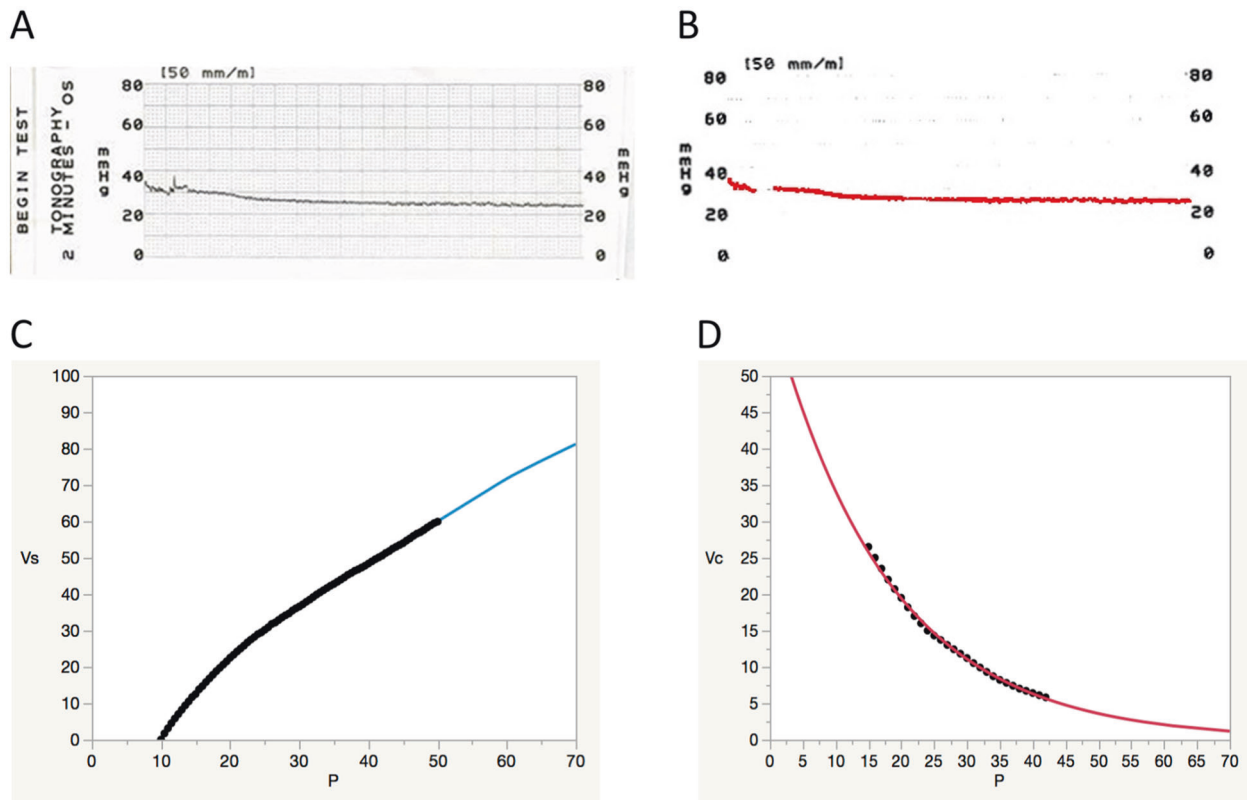 A
BEGIN TEST
TONOGRAPHY
2 MINUTES - OS
[50 mm/m]
80
60
40
20
0
mmHg
80
60
40
20
0
mmHg
B
[50 mm/m]
80
60
40
20
0
mmHg
80
60
40
20
0
C
100
90
80
70
60
50
40
30
20
10
0
Vs
0 10 20 30 40 50 60 70
P
D
50
45
40
35
30
25
20
15
10
5
0
Vc
0 5 10 15 20 25 30 35 40 45 50 55 60 65 70
P